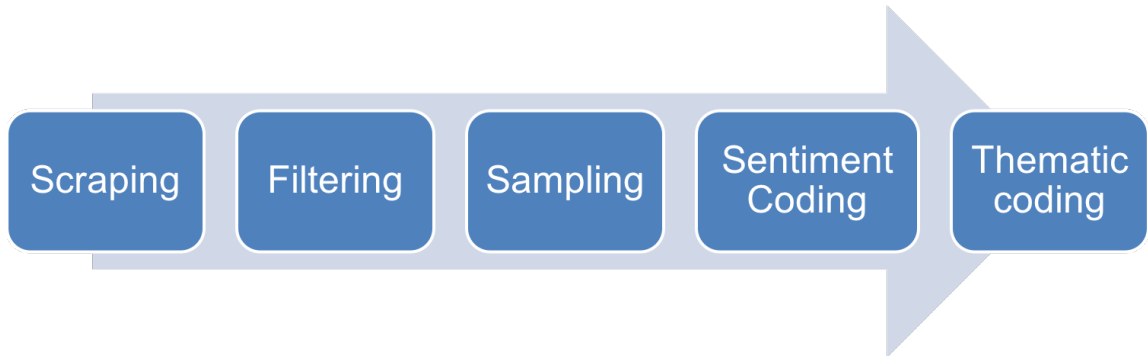 Scraping
Filtering
Sampling
Sentiment
Coding
Thematic
coding